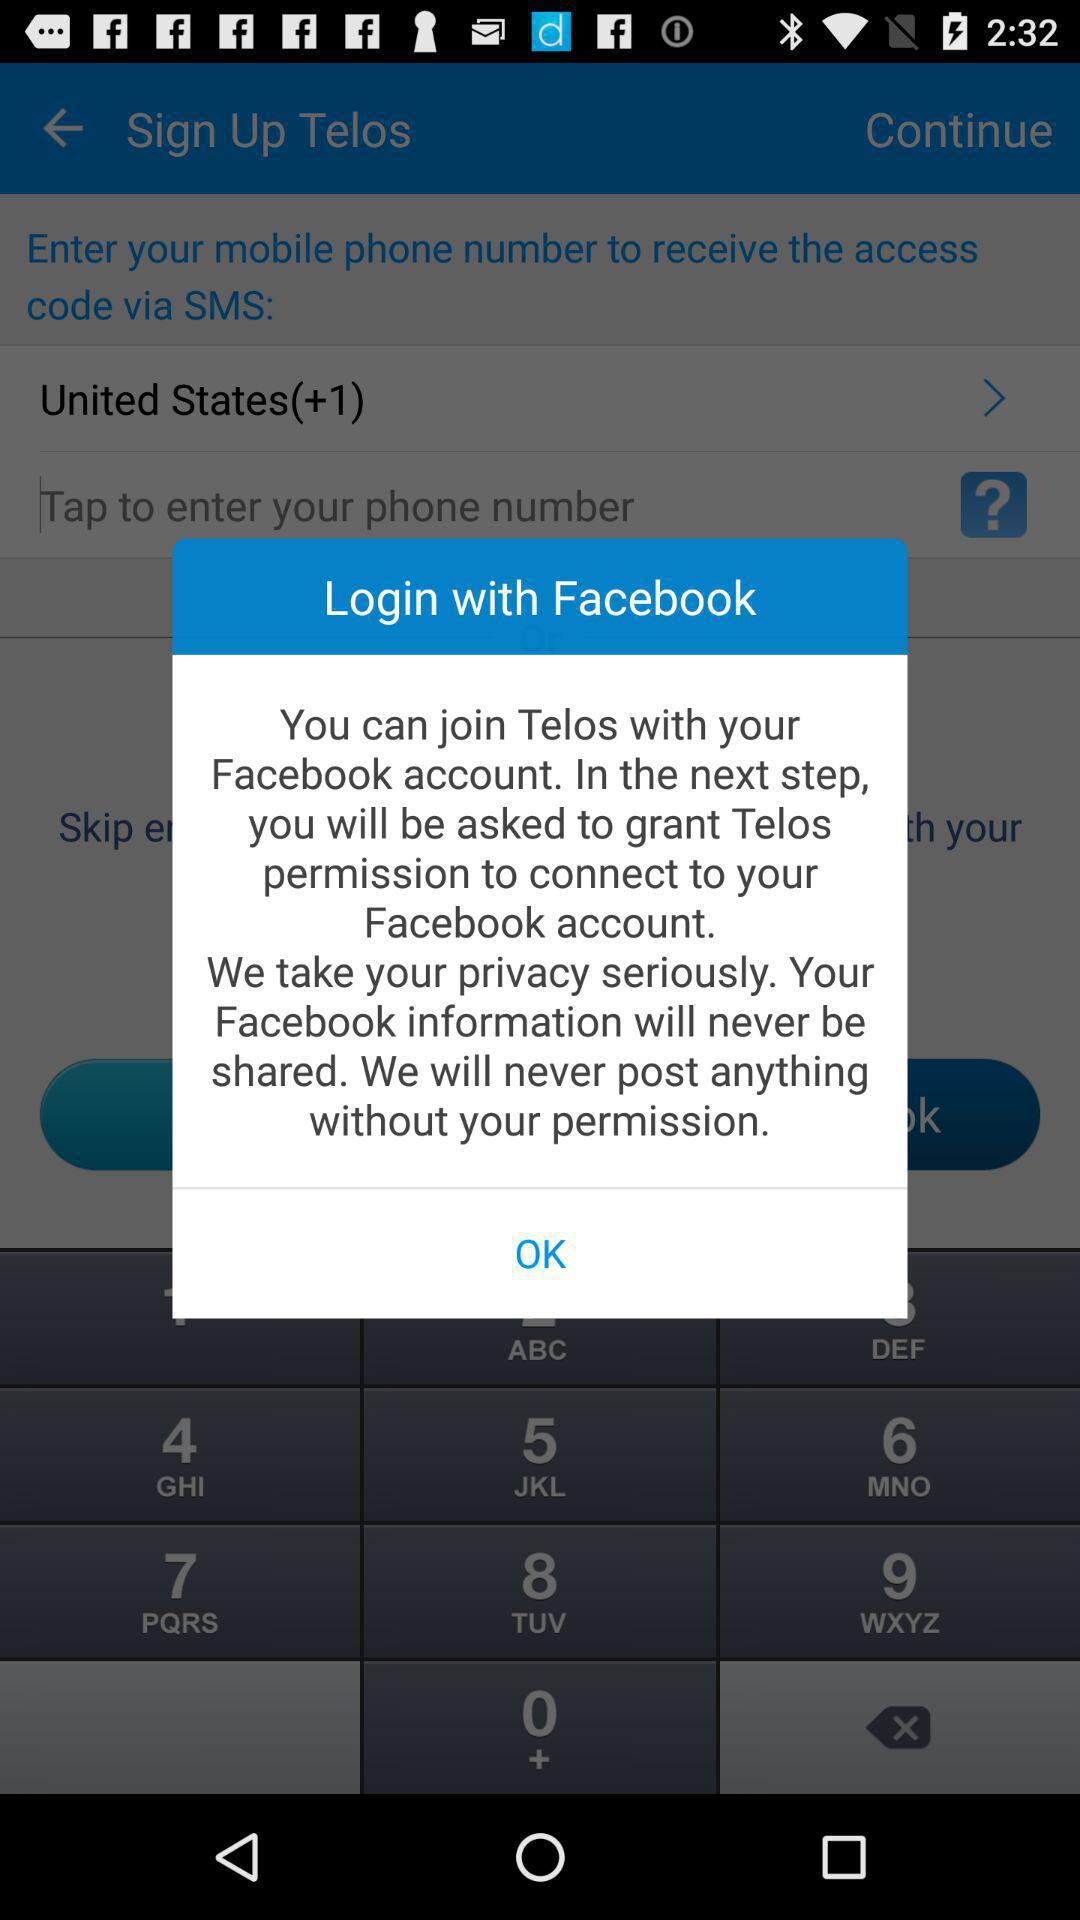 2:32
Sign Up Telos
Continue
Enter your mobile phone number to receive the access
code via SMS:
United States(+1)
Tap to enter your phone number
?
Login with Facebook
Or
You can join Telos with your
Facebook account. In the next step,
you will be asked to grant Telos
permission to connect to your
Facebook account.
We take your privacy seriously. Your
Facebook information will never be
shared. We will never post anything
without your permission.
Skip
your
OK
1
2 ABC
3 DEF
4 GHI
5 JKL
6 MNO
7 PQRS
8 TUV
9 WXYZ
0 +